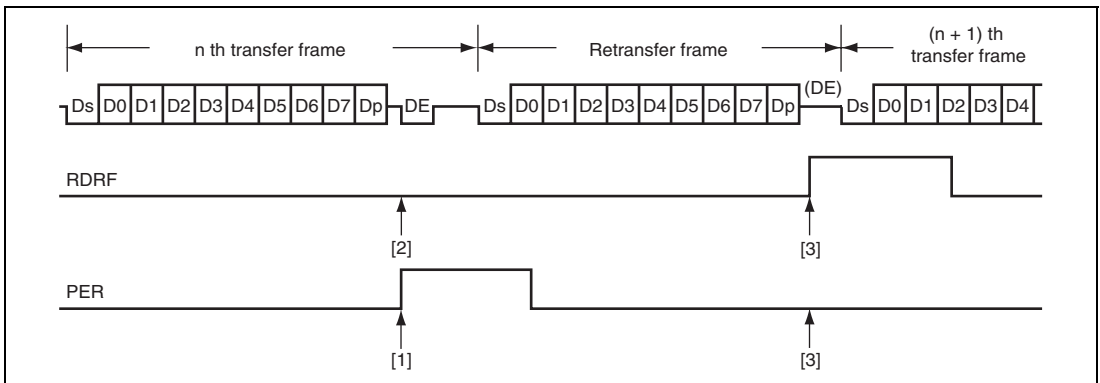 n th transfer frame
Retransfer frame
(n + 1) th
transfer frame
Ds D0 D1 D2 D3 D4 D5 D6 D7 Dp DE Ds D0 D1 D2 D3 D4 D5 D6 D7 Dp (DE) Ds D0 D1 D2 D3 D4
RDRF
[2]
[3]
PER
[1]
[3]